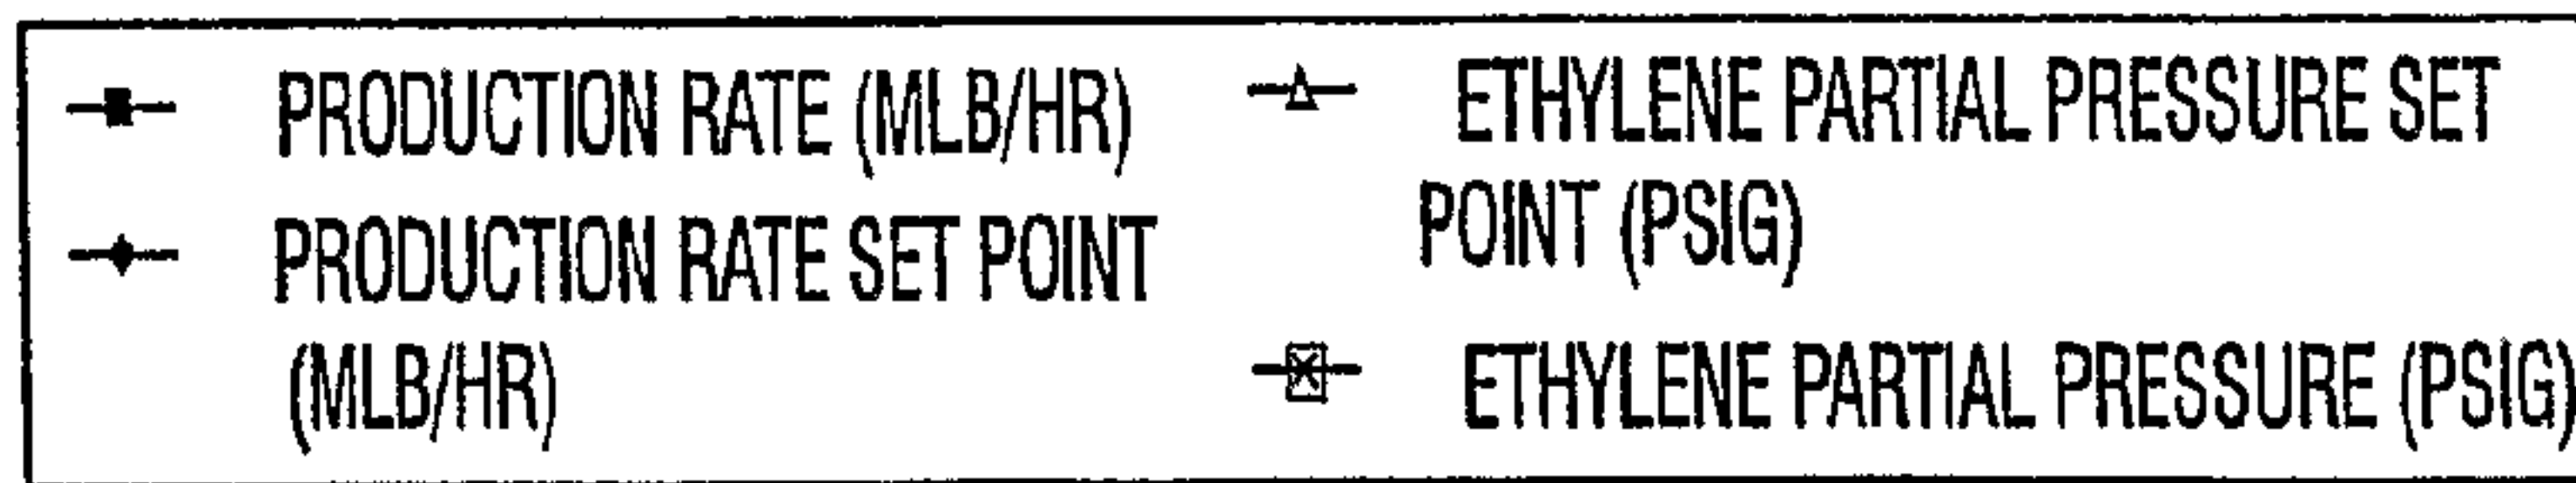 PRODUCTION RATE (MLB/HR)
PRODUCTION RATE SET POINT
(MLB/HR)
ETHYLENE PARTIAL PRESSURE SET
POINT (PSIG)
ETHYLENE PARTIAL PRESSURE (PSIG)